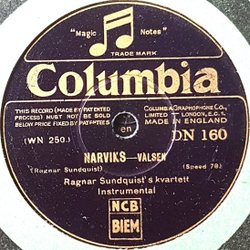 "Magic Notes"
TRADE MARK
Columbia
THIS RECORD (MADE BY PATENTED
PROCESS) MUST NOT BE SOLD
BELOW PRICE FIXED BY PATENTEES
COLUMBIA GRAPHOPHONE CO.,
LIMITED, LONDON, E.C.1.
MADE IN ENGLAND
(WN 250.)
en
DN 160
NARVIKS—VALSEN
(Ragnar Sundquist)
(Speed 78)
Ragnar Sundquist's kvartett
Instrumental
NCB
BIEM